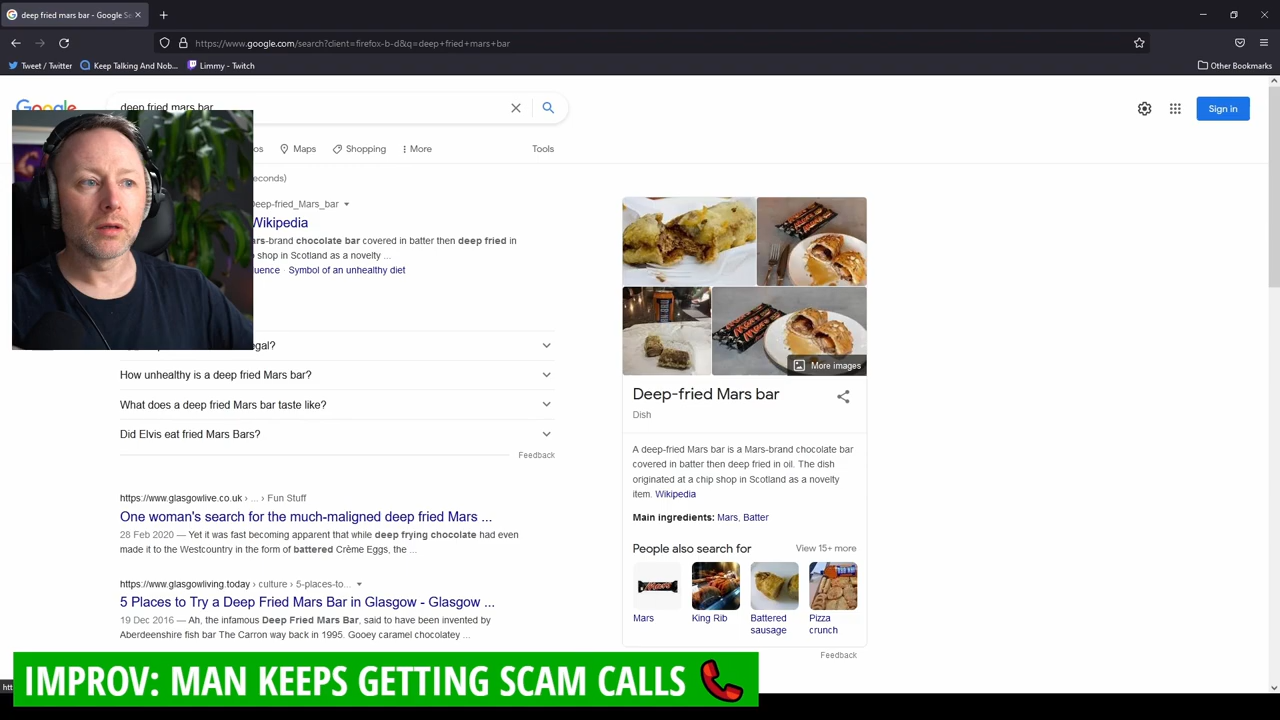 deep fried mars bar - Google Se
https://www.google.com/search?client=firefox-b-d&q=deep+fried+mars+bar
Tweet / Twitter
Keep Talking And Nob...
Limmy - Twitch
Other Bookmarks
Google
deep fried mars bar
Sign in
os
Maps
Shopping
More
Tools
econds)
Deep-fried_Mars_bar
Wikipedia
ars-brand chocolate bar covered in batter then deep fried in
p shop in Scotland as a novelty ...
uence · Symbol of an unhealthy diet
egal?
How unhealthy is a deep fried Mars bar?
What does a deep fried Mars bar taste like?
Did Elvis eat fried Mars Bars?
Feedback
https://www.glasgowlive.co.uk › ... › Fun Stuff
One woman's search for the much-maligned deep fried Mars ...
28 Feb 2020 — Yet it was fast becoming apparent that while deep frying chocolate had even
made it to the Westcountry in the form of battered Crème Eggs, the ...
https://www.glasgowliving.today › culture › 5-places-to...
5 Places to Try a Deep Fried Mars Bar in Glasgow - Glasgow ...
19 Dec 2016 — Ah, the infamous Deep Fried Mars Bar, said to have been invented by
Aberdeenshire fish bar The Carron way back in 1995. Gooey caramel chocolatey ...
More images
Deep-fried Mars bar
Dish
A deep-fried Mars bar is a Mars-brand chocolate bar
covered in batter then deep fried in oil. The dish
originated at a chip shop in Scotland as a novelty
item. Wikipedia
Main ingredients: Mars, Batter
People also search for
View 15+ more
Mars
King Rib
Battered
sausage
Pizza
crunch
Feedback
htt
IMPROV: MAN KEEPS GETTING SCAM CALLS